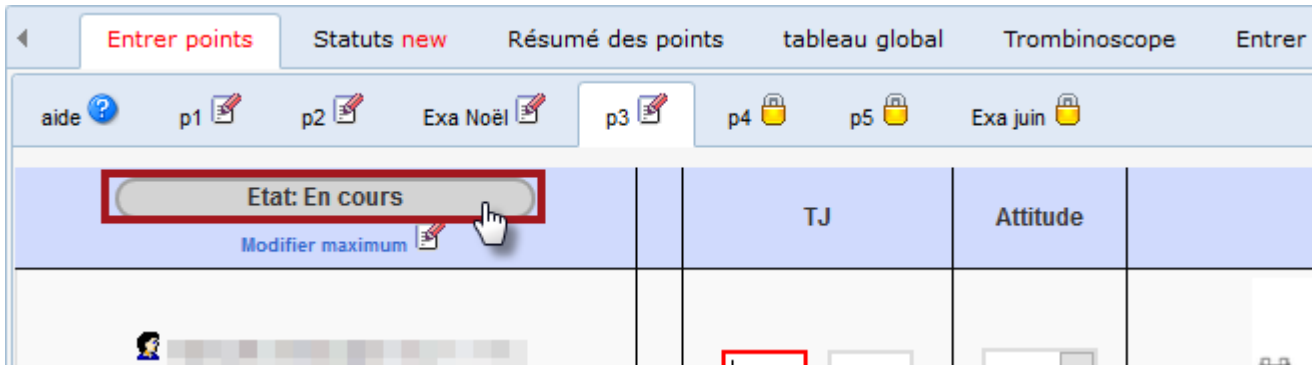 Entrer points Statuts new Résumé des points tableau global Trombinoscope Entrer
aide p1 p2 Exa Noël p3 p4 p5 Exa juin
Etat: En cours
Modifier maximum
TJ Attitude